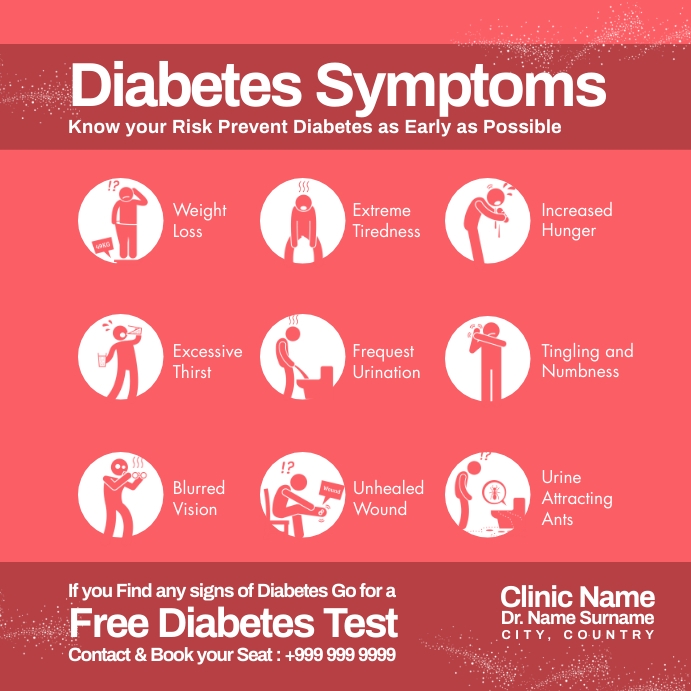 Diabetes Symptoms
Know your Risk Prevent Diabetes as Early as Possible
!?
Weight
Loss
Extreme
Tiredness
Increased
Hunger
Excessive
Thirst
Frequest
Urination
Tingling and
Numbness
Blurred
Vision
!?
Wound
Unhealed
Wound
!?
Urine
Attracting
Ants
If you Find any signs of Diabetes Go for a
Free Diabetes Test
Contact & Book your Seat : +999 999 9999
Clinic Name
Dr. Name Surname
CITY, COUNTRY